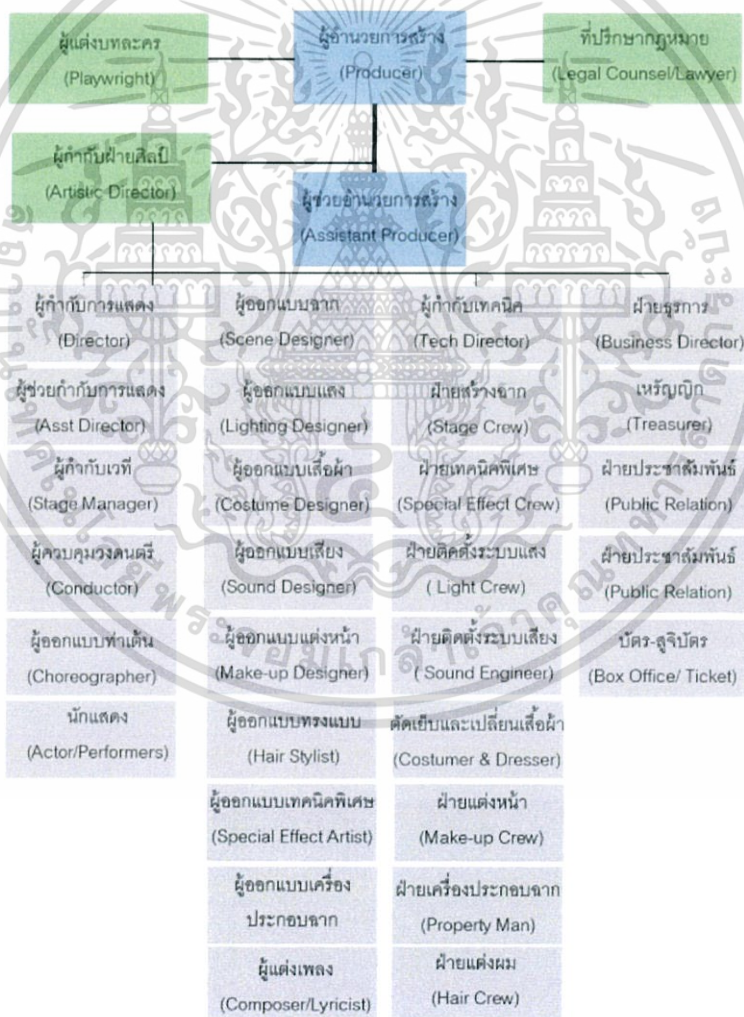 ผู้แต่งบทละคร
(Playwright)
ผู้อำนวยการสร้าง
(Producer)
ที่ปรึกษากฎหมาย
(Legal Counsel/Lawyer)
ผู้กำกับฝ่ายศิลป์
(Artistic Director)
ผู้ช่วยอำนวยการสร้าง
(Assistant Producer)
ผู้กำกับการแสดง
(Director)
ผู้ช่วยกำกับการแสดง
(Asst Director)
ผู้กำกับเวที
(Stage Manager)
ผู้ควบคุมวงดนตรี
(Conductor)
ผู้ออกแบบท่าเต้น
(Choreographer)
นักแสดง
(Actor/Performers)
ผู้ออกแบบฉาก
(Scene Designer)
ผู้ออกแบบแสง
(Lighting Designer)
ผู้ออกแบบเสื้อผ้า
(Costume Designer)
ผู้ออกแบบเสียง
(Sound Designer)
ผู้ออกแบบแต่งหน้า
(Make-up Designer)
ผู้ออกแบบทรงแบบ
(Hair Stylist)
ผู้ออกแบบเทคนิคพิเศษ
(Special Effect Artist)
ผู้ออกแบบเครื่อง
ประกอบฉาก
ผู้แต่งเพลง
(Composer/Lyricist)
ผู้กำกับเทคนิค
(Tech Director)
ฝ่ายสร้างฉาก
(Stage Crew)
ฝ่ายเทคนิคพิเศษ
(Special Effect Crew)
ฝ่ายติดตั้งระบบแสง
( Light Crew)
ฝ่ายติดตั้งระบบเสียง
( Sound Engineer)
ตัดเย็บและเปลี่ยนเสื้อผ้า
(Costumer & Dresser)
ฝ่ายแต่งหน้า
(Make-up Crew)
ฝ่ายเครื่องประกอบฉาก
(Property Man)
ฝ่ายแต่งผม
(Hair Crew)
ฝ่ายธุรการ
(Business Director)
เหรัญญิก
(Treasurer)
ฝ่ายประชาสัมพันธ์
(Public Relation)
ฝ่ายประชาสัมพันธ์
(Public Relation)
บัตร-สูจิบัตร
(Box Office/ Ticket)